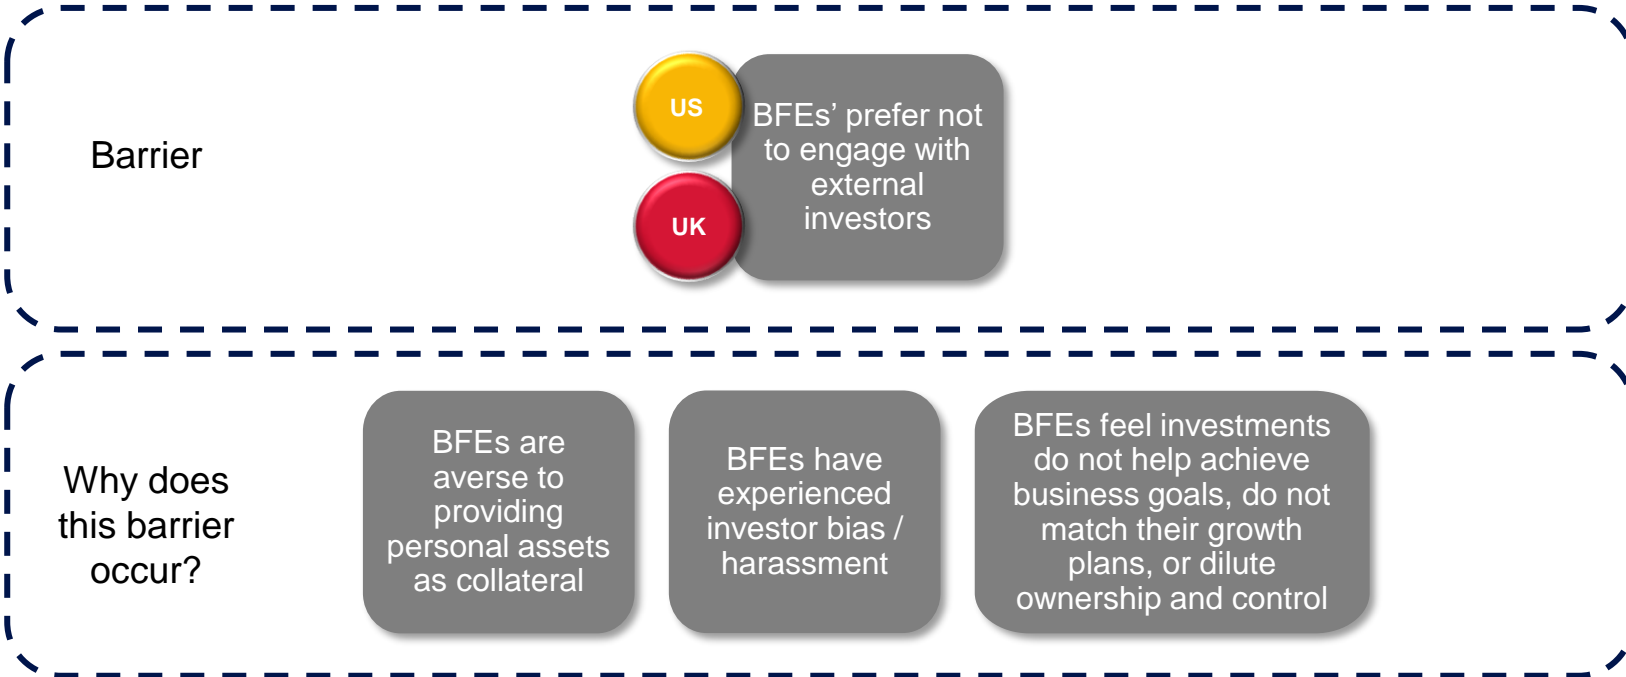 Barrier
US
UK
BFEs’ prefer not
to engage with
external
investors
Why does
this barrier
occur?
BFEs are
averse to
providing
personal assets
as collateral
BFEs have
experienced
investor bias /
harassment
BFEs feel investments
do not help achieve
business goals, do not
match their growth
plans, or dilute
ownership and control